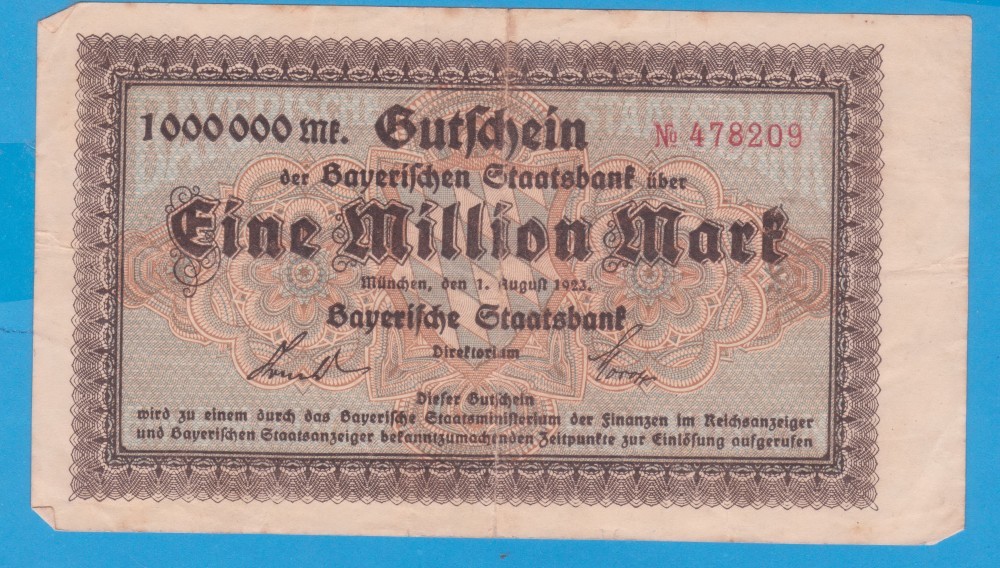 1000000 Mk. Gutschein № 478209
der Bayerischen Staatsbank über
Eine Million Mark
München, den 1. August 1923.
Bayerische Staatsbank
Direktorium
Dieser Gutschein
wird zu einem durch das Bayerische Staatsministerium der Finanzen im Reichsanzeiger
und Bayerischen Staatsanzeiger bekanntzumachenden Zeitpunkte zur Einlösung aufgerufen